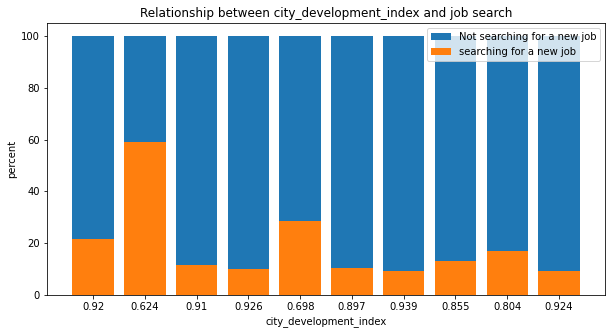 Relationship between city_development_index and job search
Not searching for a new job
searching for a new job
percent
100
80
60
40
20
0
0.92 0.624 0.91 0.926 0.698 0.897 0.939 0.855 0.804 0.924
city_development_index